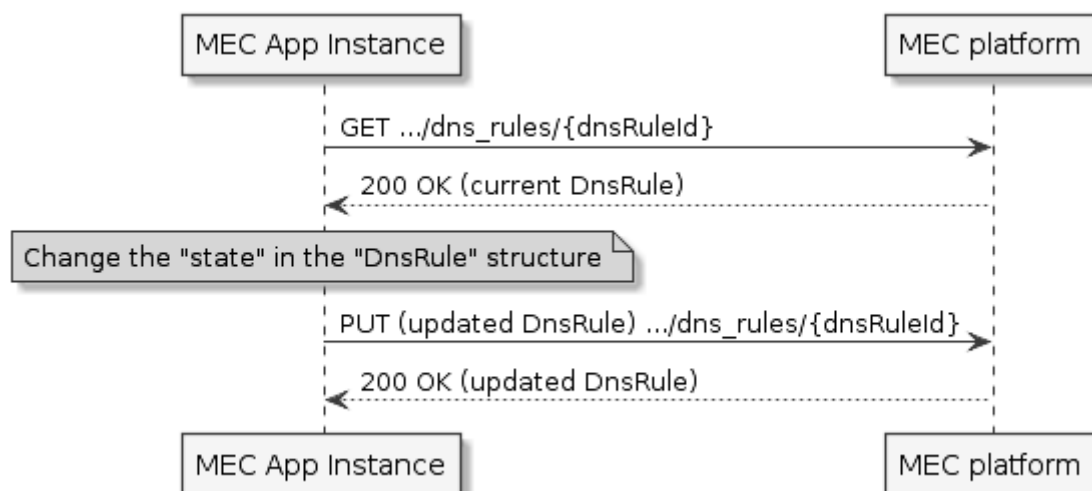 MEC App Instance
MEC platform
GET .../dns_rules/{dnsRuleId}
200 OK (current DnsRule)
Change the "state" in the "DnsRule" structure
PUT (updated DnsRule) .../dns_rules/{dnsRuleId}
200 OK (updated DnsRule)
MEC App Instance
MEC platform